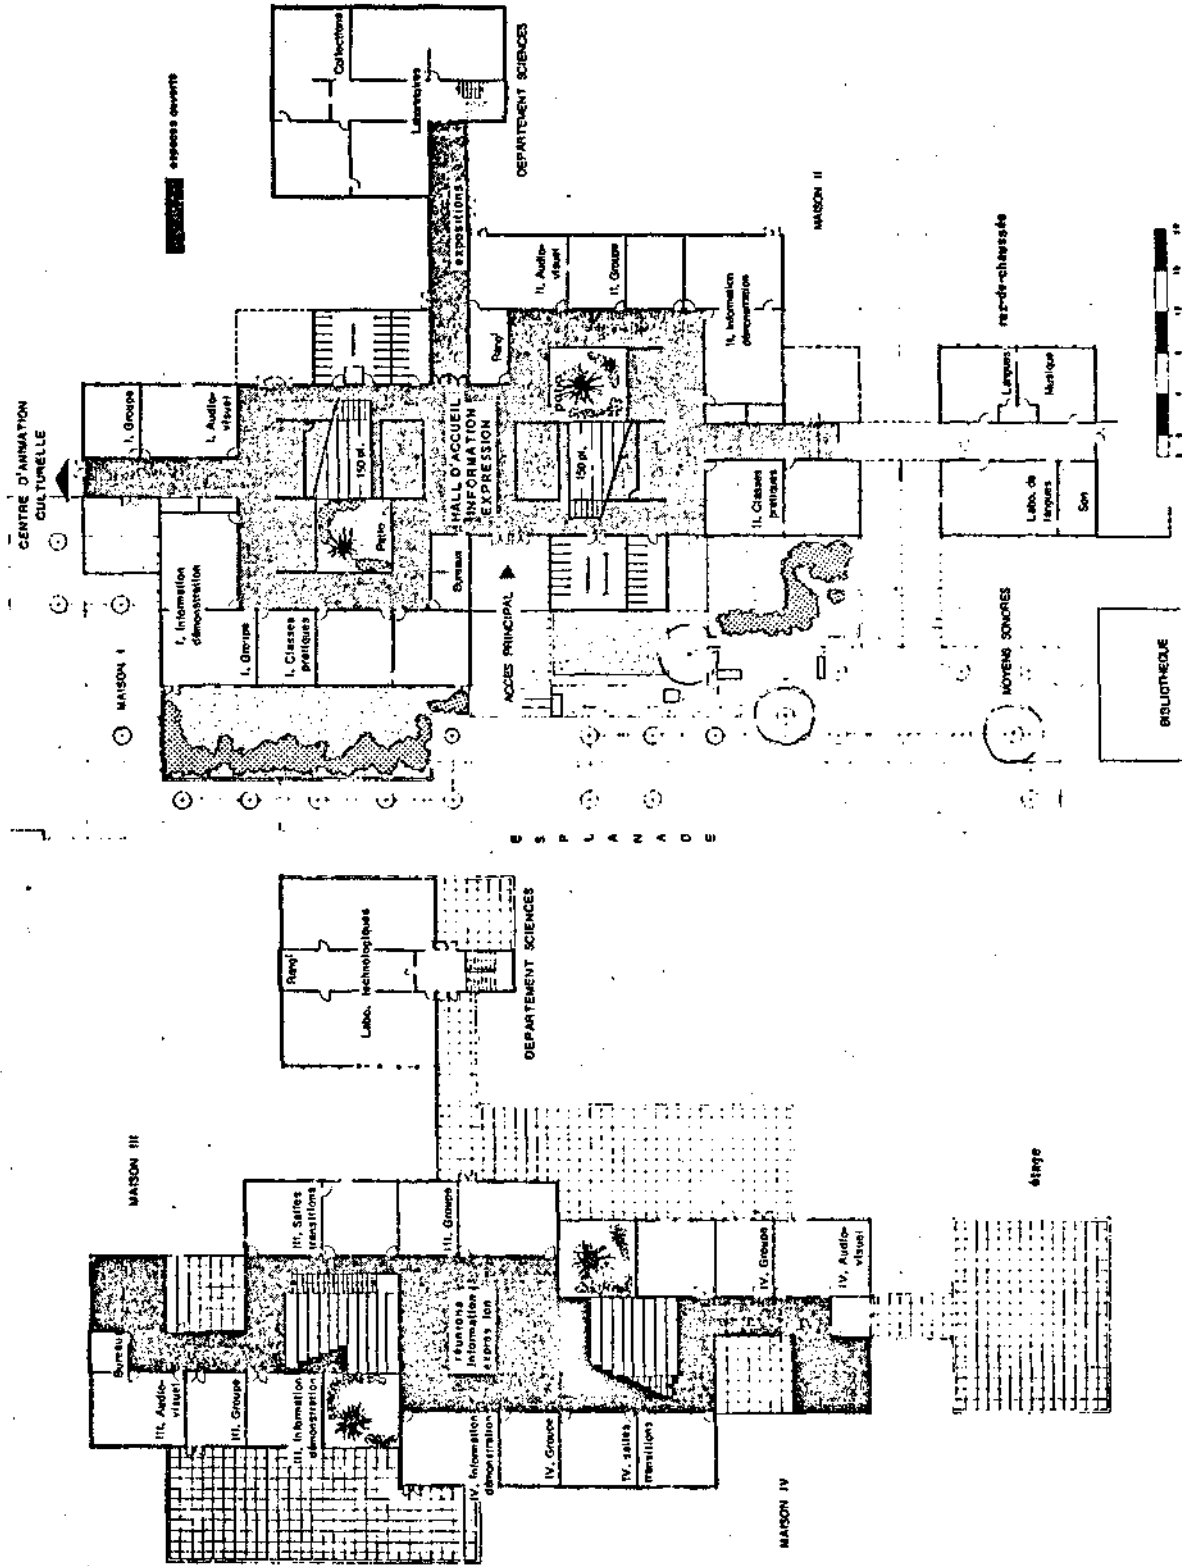 CENTRE D'ANIMATION
CULTURELLE
espaces ouverts
Collections
Laboratoires
DEPARTEMENT SCIENCES
I. Groupe
I. Audio-
visuel
expositions
150 pl.
HALL D'ACCUEIL
INFORMATION
EXPRESSION
Rangt
II. Audio-
visuel
II. Groupe
II. Information
démonstration
MAISON II
patio
150 pl.
I. Information
démonstration
Patio
Bureaux
MAISON I
I. Groupe
I. Classes
pratiques
ACCES PRINCIPAL
II. Classes
pratiques
rez-de-chaussée
Langues
Musique
Labo. de
langues
Son
MOYENS SONORES
BIBLIOTHEQUE
ESPLANADE
Rangt
Labo. technologiques
DEPARTEMENT SCIENCES
MAISON III
III. Salles
transitions
III. Groupe
Bureau
III. Audio-
visuel
III. Groupe
III. Information
démonstration
réunions
information
expression
IV. Groupe
IV. Audio-
visuel
IV. Information
démonstration
IV. Groupe
IV. salles
transitions
MAISON IV
étage